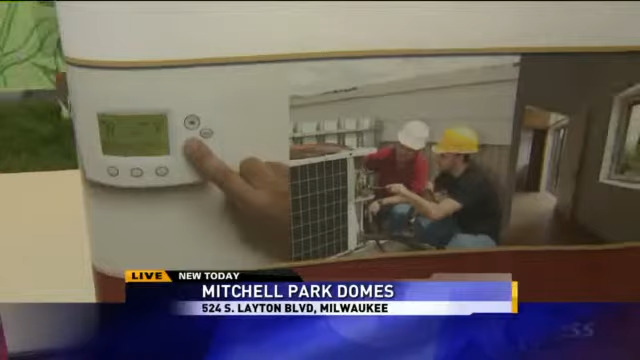 LIVE NEW TODAY
MITCHELL PARK DOMES
524 S. LAYTON BLVD, MILWAUKEE